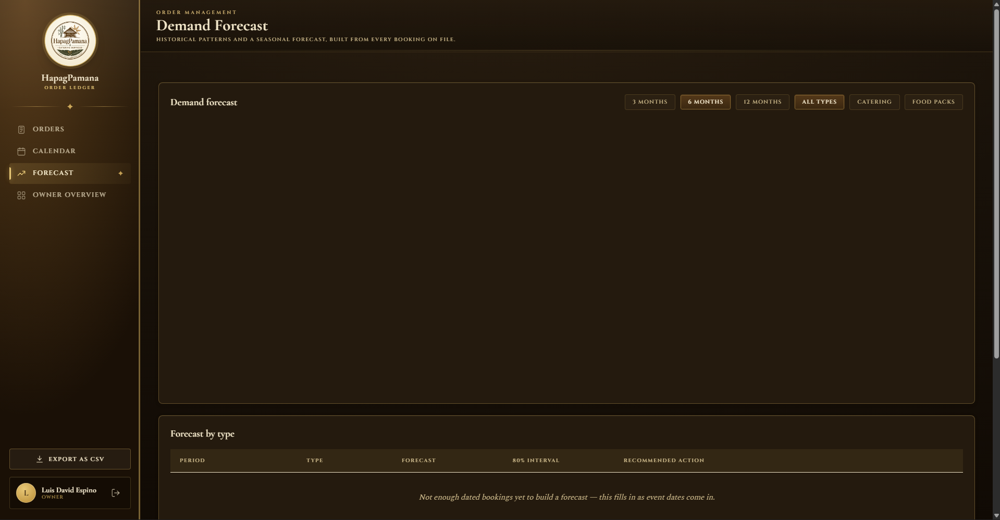 HapagPamana
CATERING SERVICES
HapagPamana
ORDER LEDGER
ORDERS
CALENDAR
FORECAST
OWNER OVERVIEW
EXPORT AS CSV
L
Luis David Espino
OWNER
ORDER MANAGEMENT
Demand Forecast
HISTORICAL PATTERNS AND A SEASONAL FORECAST, BUILT FROM EVERY BOOKING ON FILE.
Demand forecast
3 MONTHS
6 MONTHS
12 MONTHS
ALL TYPES
CATERING
FOOD PACKS
Forecast by type
PERIOD TYPE FORECAST 80% INTERVAL RECOMMENDED ACTION
Not enough dated bookings yet to build a forecast — this fills in as event dates come in.